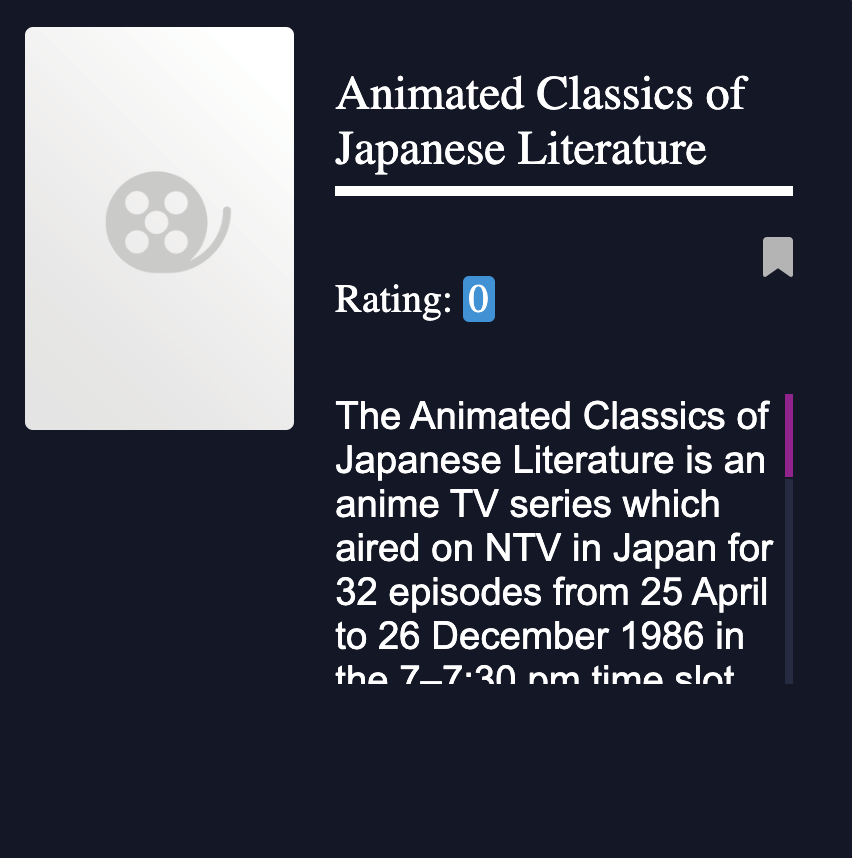 Animated Classics of
Japanese Literature
Rating: 0
The Animated Classics of
Japanese Literature is an
anime TV series which
aired on NTV in Japan for
32 episodes from 25 April
to 26 December 1986 in
the 7–7:30 pm time slot